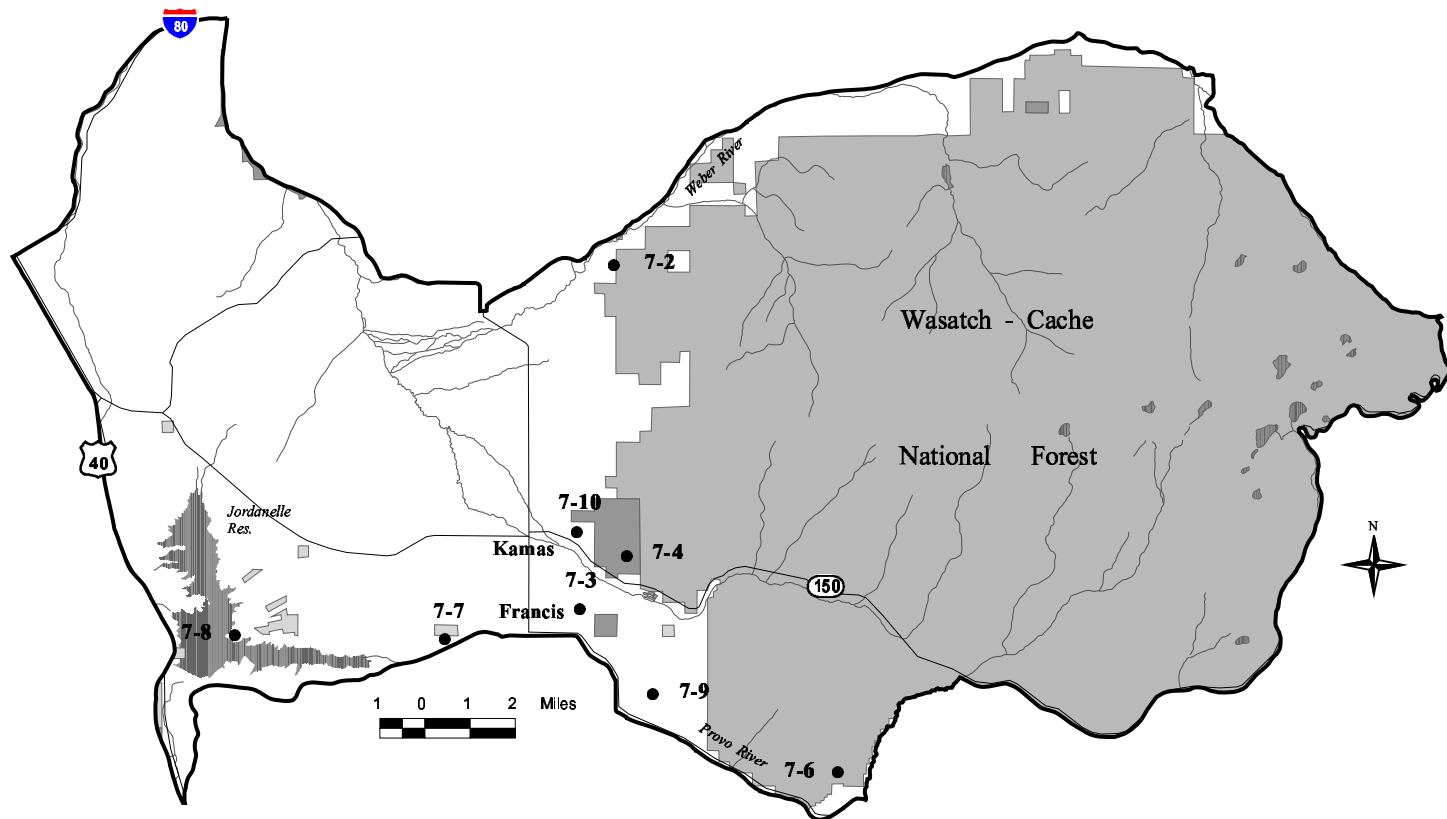 80
Weber River
7-2
Wasatch - Cache
40
National Forest
7-10
Jordanelle
Res.
N
Kamas
7-4
7-3
150
Francis
7-7
7-8
7-9
1 0 1 2 Miles
Provo River
7-6